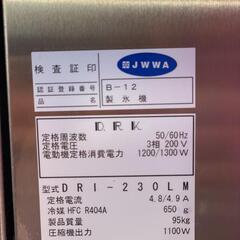 検査証印 JWWA
認証登録番号 B-12
製氷機
D.R.K.
定格周波数 50/60Hz
定格電圧 3相 200V
電動機定格消費電力 1200/1300W
型式 DRI-230LM
定格電流 4.8/4.9A
冷媒 HFC R404A 650g
製品質量 95kg
圧縮機出力 1100W